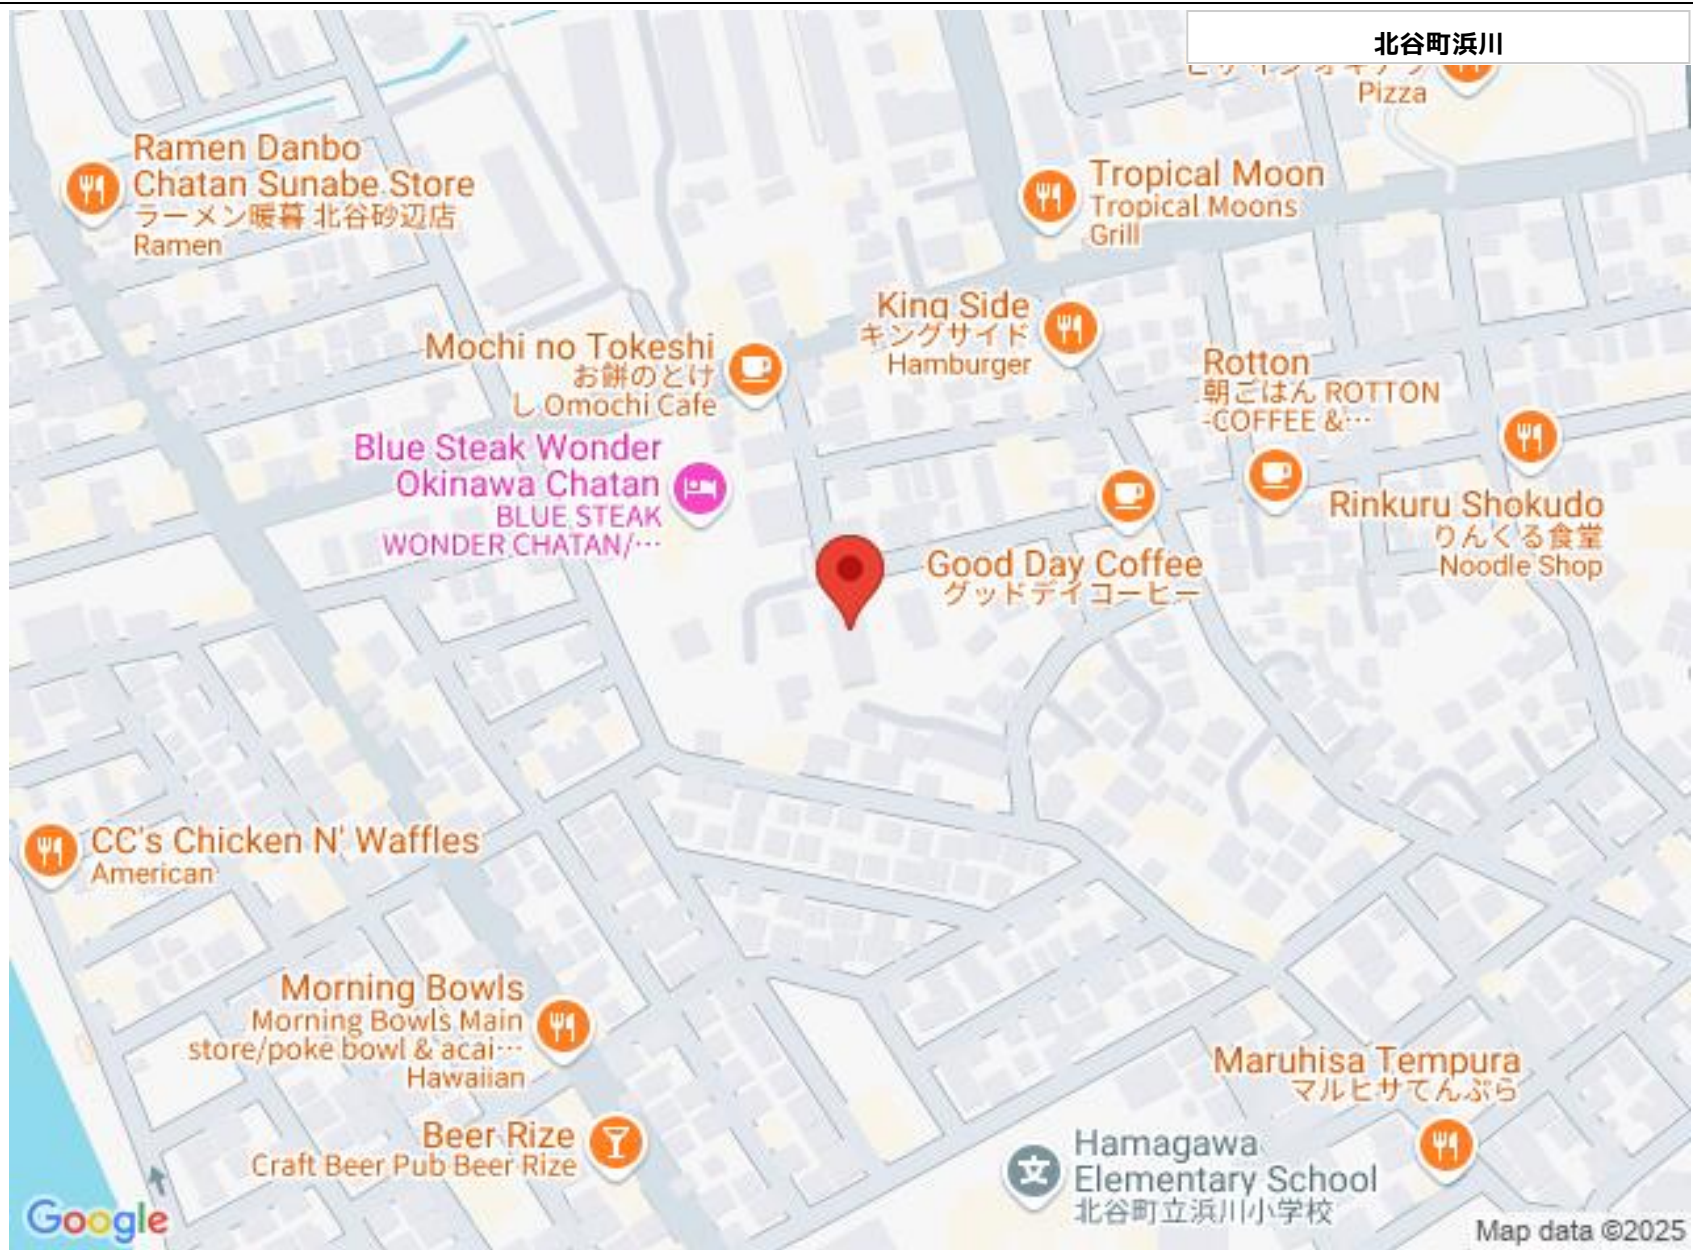 北谷町浜川
Pizza
Ramen Danbo
Chatan Sunabe Store
ラーメン暖暮 北谷砂辺店
Ramen
Tropical Moon
Tropical Moons
Grill
King Side
キングサイド
Hamburger
Mochi no Tokeshi
お餅のとけ
し Omochi Cafe
Rotton
朝ごはん ROTTON
-COFFEE &…
Blue Steak Wonder
Okinawa Chatan
BLUE STEAK
WONDER CHATAN/…
Rinkuru Shokudo
りんくる食堂
Noodle Shop
Good Day Coffee
グッドデイコーヒー
CC's Chicken N' Waffles
American
Morning Bowls
Morning Bowls Main
store/poke bowl & acai…
Hawaiian
Maruhisa Tempura
マルヒサてんぷら
Beer Rize
Craft Beer Pub Beer Rize
Hamagawa
Elementary School
北谷町立浜川小学校
Google
Map data ©2025